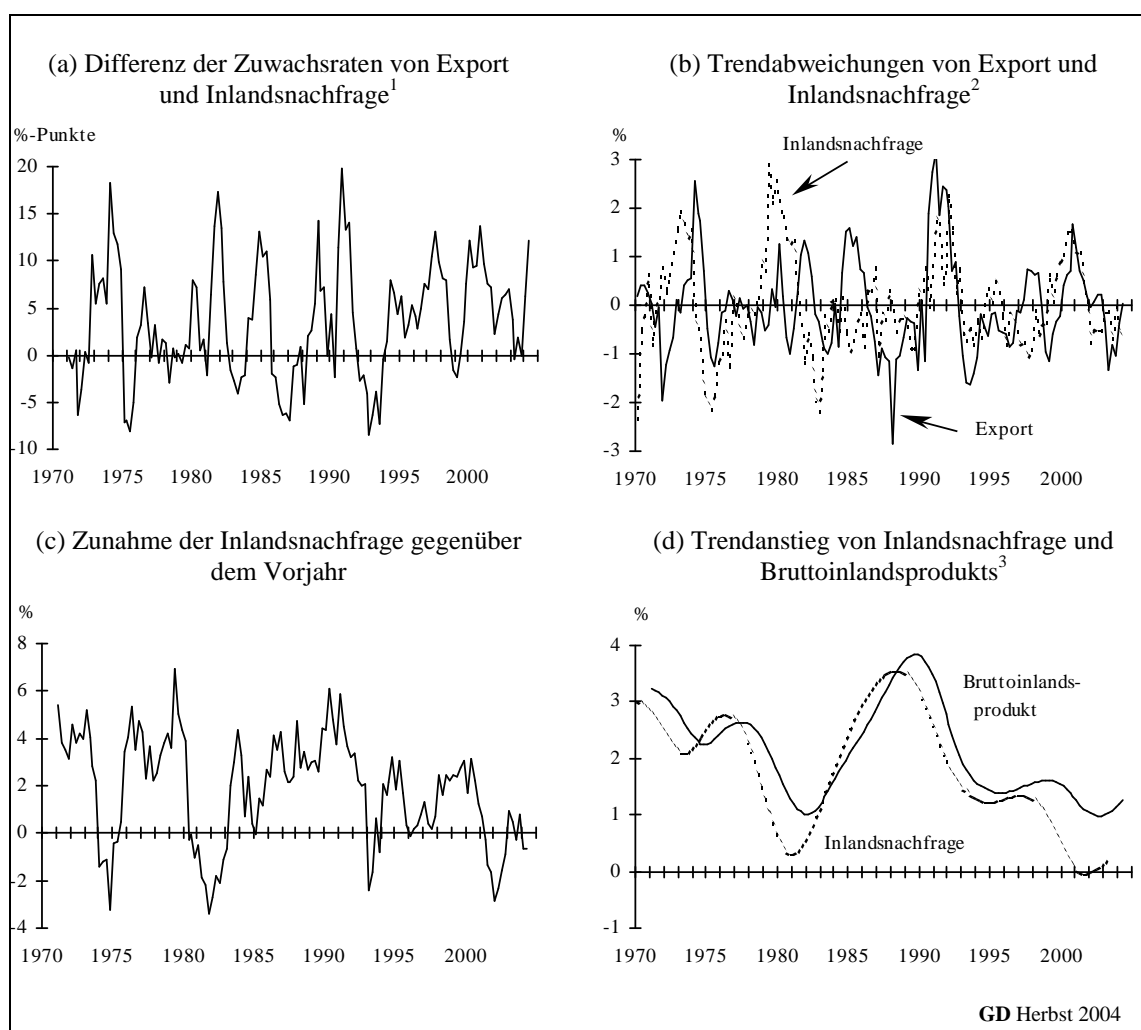 (a) Differenz der Zuwachsraten von Export
und Inlandsnachfrage¹
%-Punkte
20
15
10
5
0
-5
-10
1970 1975 1980 1985 1990 1995 2000
(b) Trendabweichungen von Export und
Inlandsnachfrage²
%
3
2
1
0
-1
-2
-3
Inlandsnachfrage
Export
1970 1975 1980 1985 1990 1995 2000
(c) Zunahme der Inlandsnachfrage gegenüber
dem Vorjahr
%
8
6
4
2
0
-2
-4
1970 1975 1980 1985 1990 1995 2000
(d) Trendanstieg von Inlandsnachfrage und
Bruttoinlandsprodukts³
%
4
3
2
1
0
-1
Bruttoinlands-
produkt
Inlandsnachfrage
1970 1975 1980 1985 1990 1995 2000
GD Herbst 2004